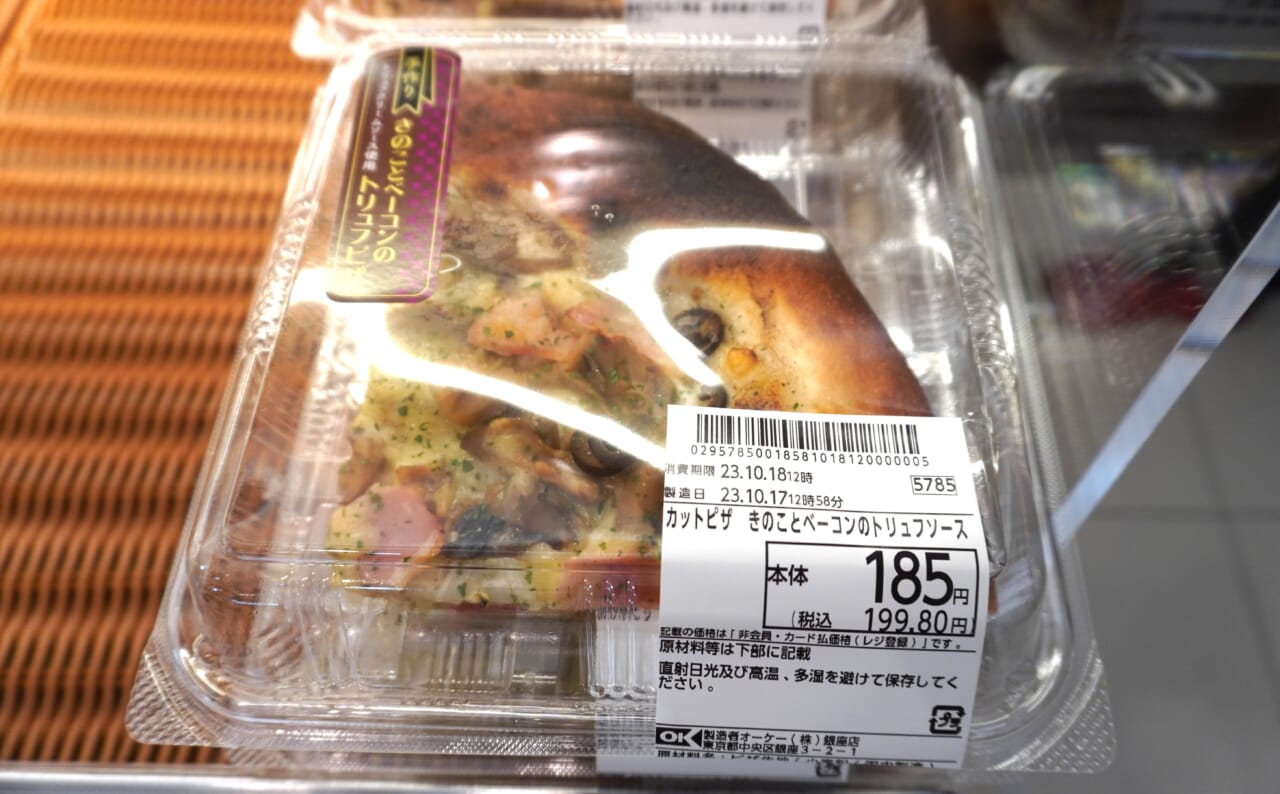 手作り
きのことベーコンの
トリュフピ
0295785001858101812000005
消費期限 23.10.18 12時
5785
製造日 23.10.17 12時58分
カットピザ きのことベーコンのトリュフソース
本体 185円
(税込 199.80円)
記載の価格は「非会員・カード払価格(レジ登録)」です。
原材料等は下部に記載
直射日光及び高温、多湿を避けて保存してく
ださい。
プラ
OK 製造者オーケー(株)銀座店
東京都中央区銀座3-2-1